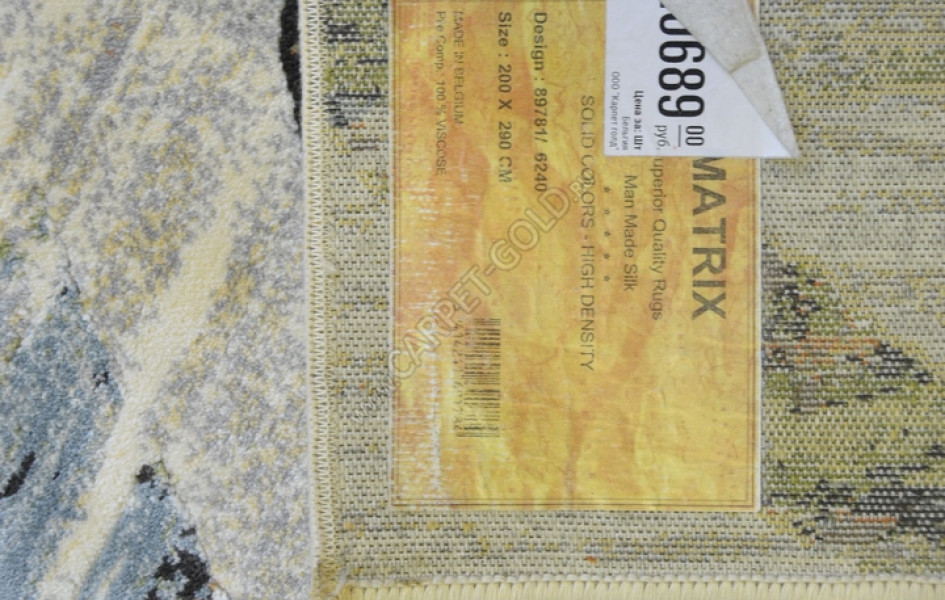 0689 00
руб.
Цена за: Шт
Бельгия
ООО "Карпет голд"
MATRIX
Superior Quality Rugs
Man Made Silk
* * * * *
SOLID COLORS - HIGH DENSITY
Design : 89781/ 6240
Size : 200 X 290 CM
MADE IN BELGIUM
Pile Comp.: 100 % VISCOSE
CARPET-GOLD